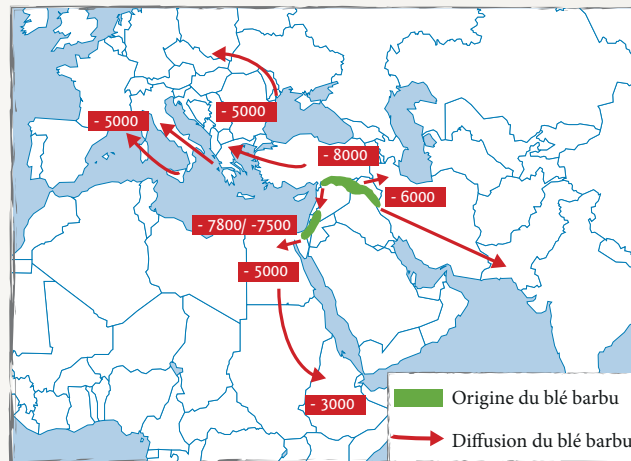 - 5000
- 5000
- 8000
- 6000
- 7800/ -7500
- 5000
- 3000
Origine du blé barbu
Diffusion du blé barbu